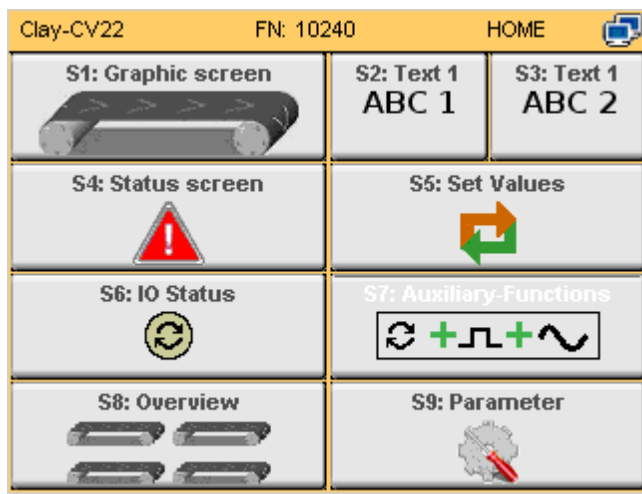 Clay-CV22 FN: 10240 HOME
S1: Graphic screen S2: Text 1 S3: Text 1
ABC 1 ABC 2
S4: Status screen S5: Set Values
S6: IO Status S7: Auxiliary-Functions
S8: Overview S9: Parameter